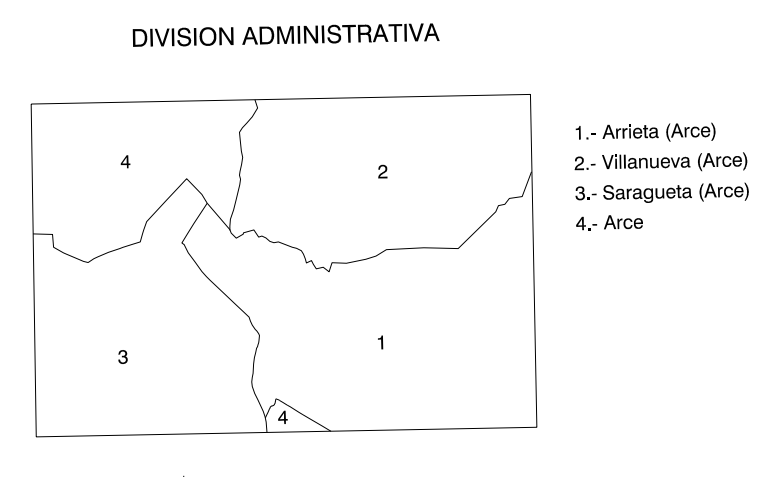 DIVISION ADMINISTRATIVA
4
2
3
1
4
1.- Arrieta (Arce)
2.- Villanueva (Arce)
3.- Saragueta (Arce)
4.- Arce